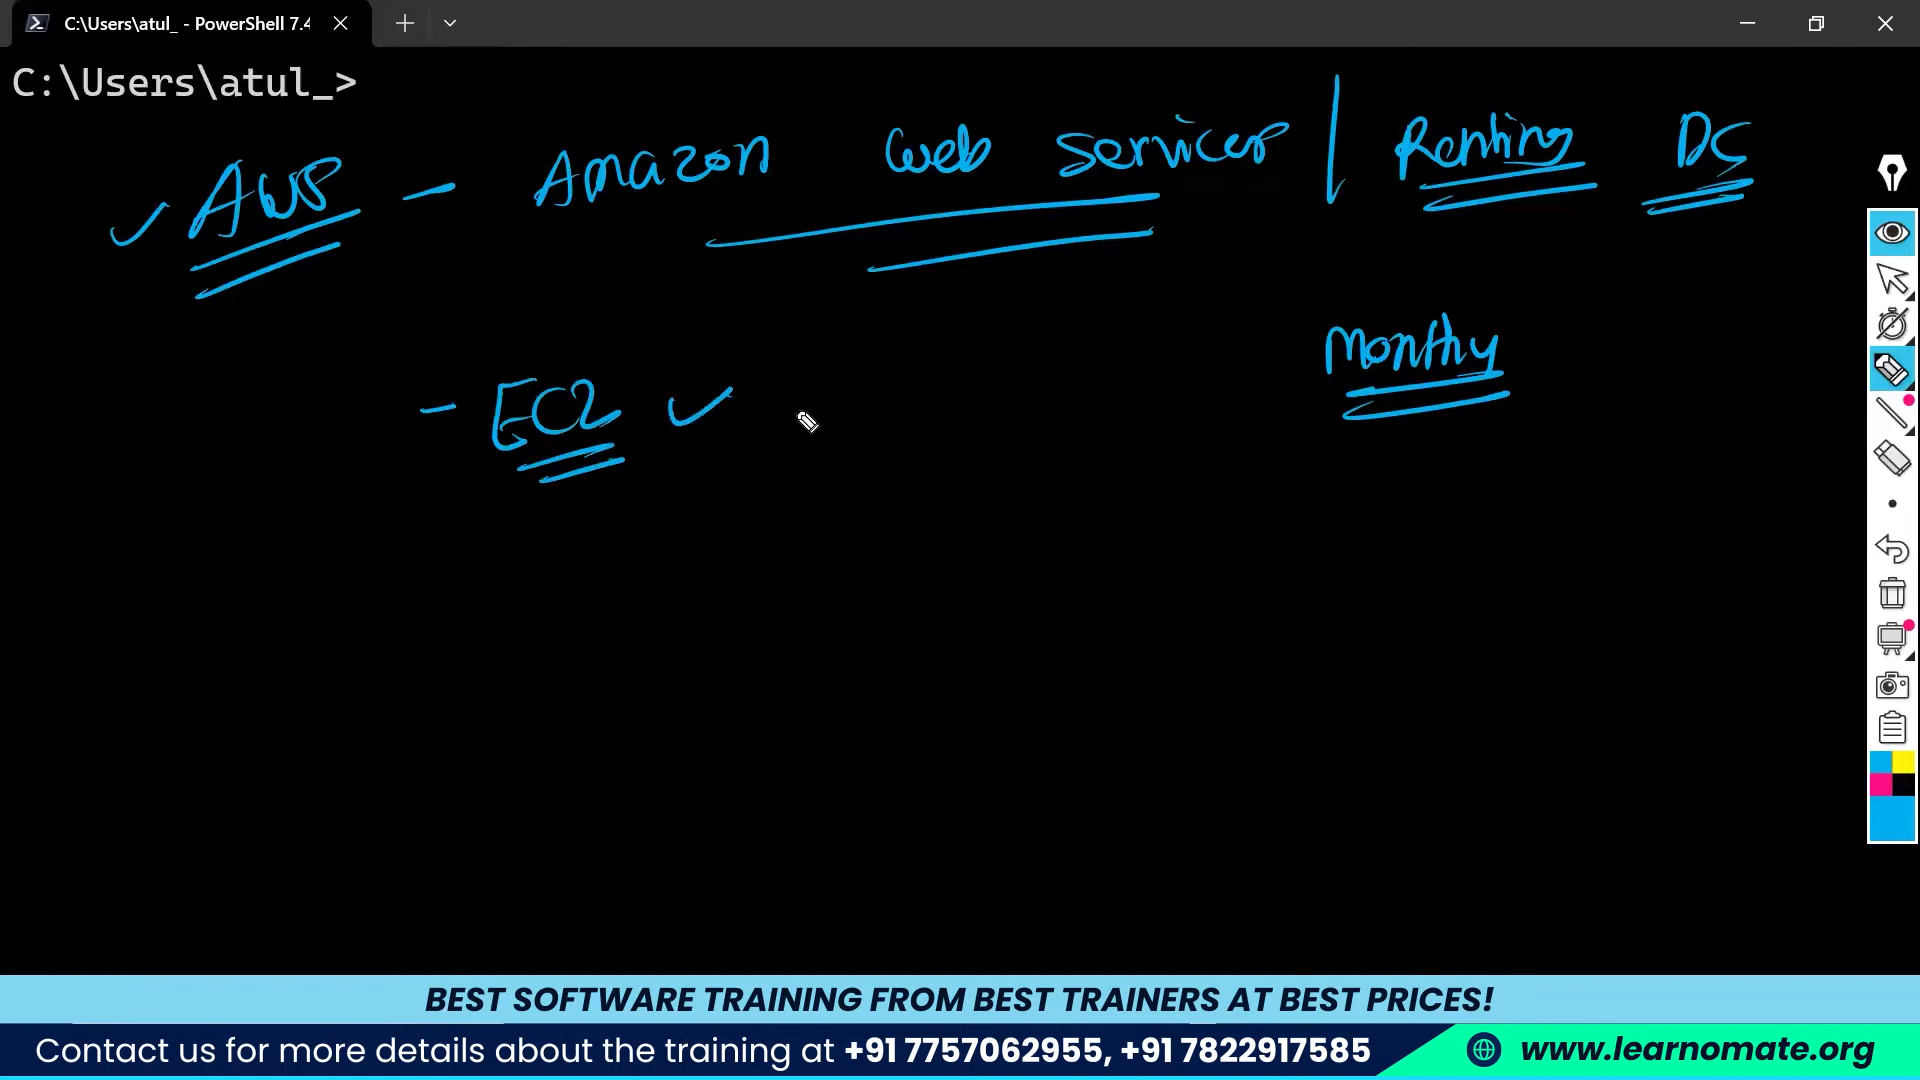 C:\Users\atul_ - PowerShell 7.4
C:\Users\atul_>
✓ AWS - Amazon Web Services | Renting DC
Monthy
- EC2 ✓
BEST SOFTWARE TRAINING FROM BEST TRAINERS AT BEST PRICES!
Contact us for more details about the training at +91 7757062955, +91 7822917585
www.learnomate.org